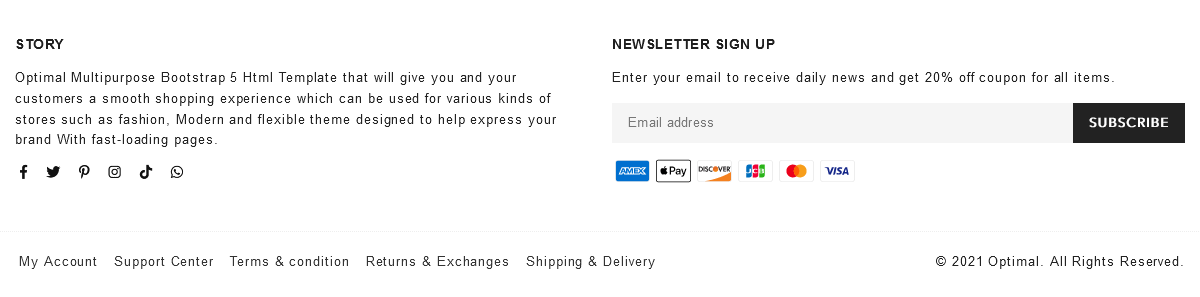 STORY
Optimal Multipurpose Bootstrap 5 Html Template that will give you and your
customers a smooth shopping experience which can be used for various kinds of
stores such as fashion, Modern and flexible theme designed to help express your
brand With fast-loading pages.
NEWSLETTER SIGN UP
Enter your email to receive daily news and get 20% off coupon for all items.
Email address
SUBSCRIBE
AMEX Pay DISCOVER JCB VISA
My Account Support Center Terms & condition Returns & Exchanges Shipping & Delivery
© 2021 Optimal. All Rights Reserved.